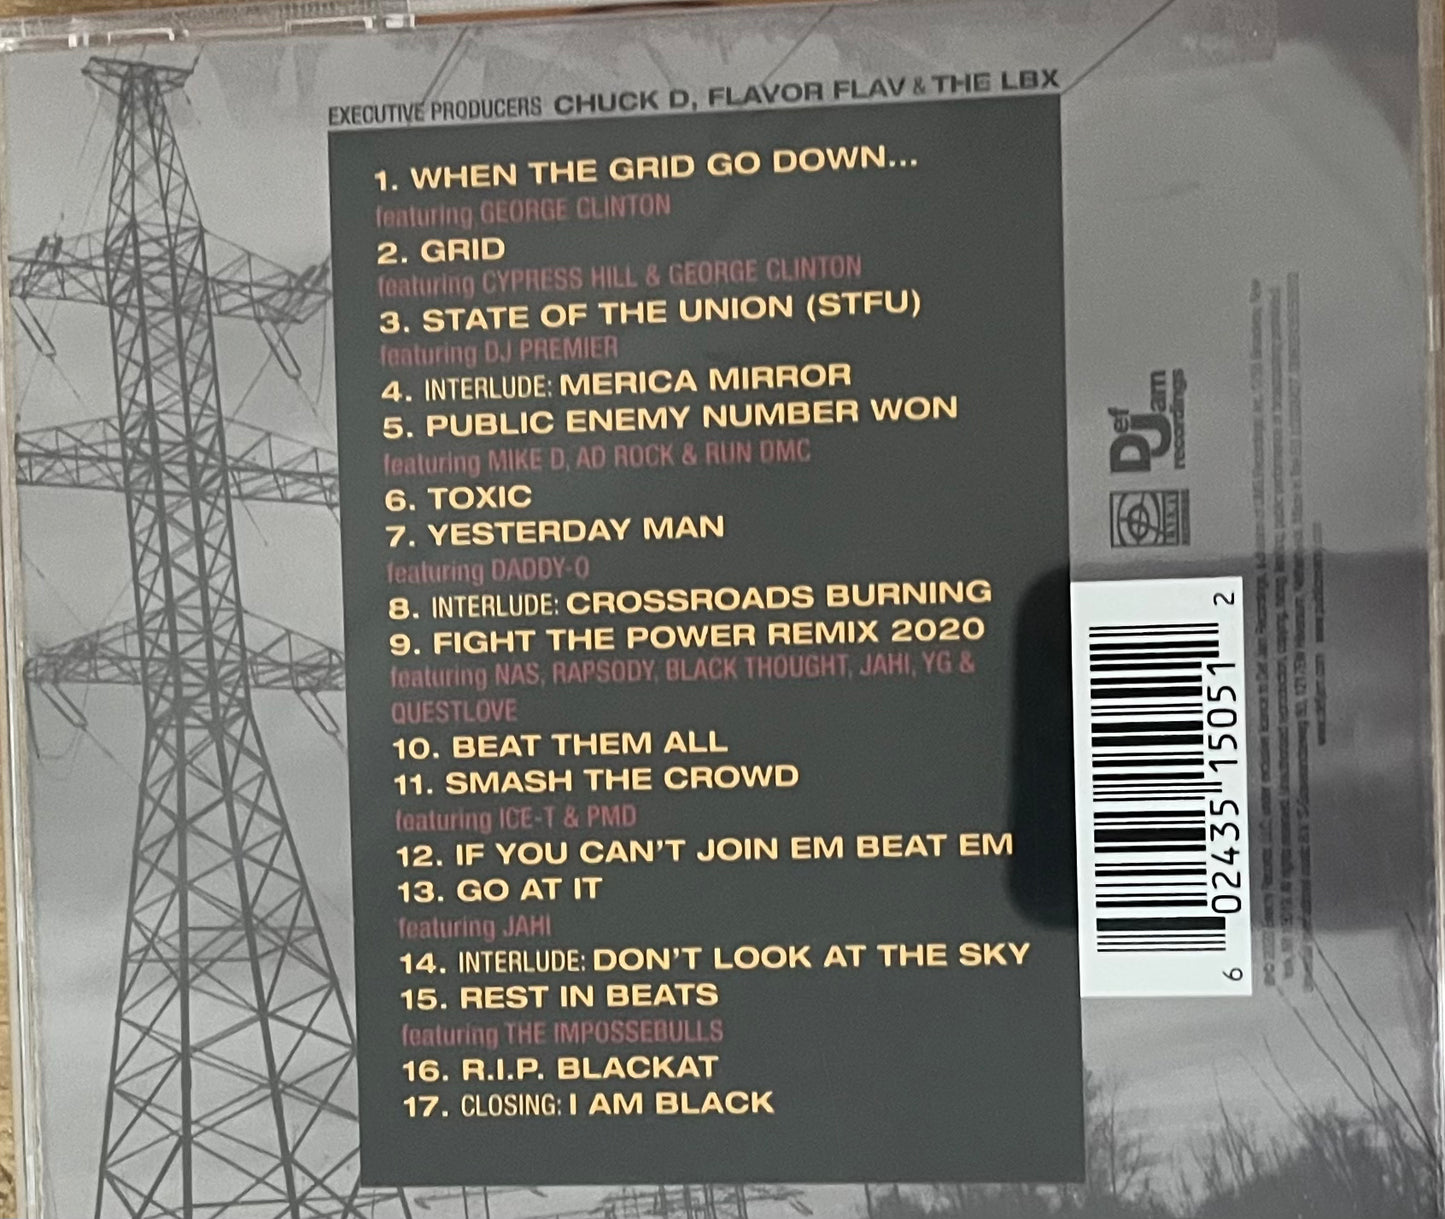 EXECUTIVE PRODUCERS CHUCK D, FLAVOR FLAV & THE LBX
1. WHEN THE GRID GO DOWN...
featuring GEORGE CLINTON
2. GRID
featuring CYPRESS HILL & GEORGE CLINTON
3. STATE OF THE UNION (STFU)
featuring DJ PREMIER
4. INTERLUDE: MERICA MIRROR
5. PUBLIC ENEMY NUMBER WON
featuring MIKE D, AD ROCK & RUN DMC
6. TOXIC
7. YESTERDAY MAN
featuring DADDY-O
8. INTERLUDE: CROSSROADS BURNING
9. FIGHT THE POWER REMIX 2020
featuring NAS, RAPSODY, BLACK THOUGHT, JAHI, YG &
QUESTLOVE
10. BEAT THEM ALL
11. SMASH THE CROWD
featuring ICE-T & PMD
12. IF YOU CAN'T JOIN EM BEAT EM
13. GO AT IT
featuring JAHI
14. INTERLUDE: DON'T LOOK AT THE SKY
15. REST IN BEATS
featuring THE IMPOSSEBULLS
16. R.I.P. BLACKAT
17. CLOSING: I AM BLACK
Def
Jam
recordings
6 02435 15051 2